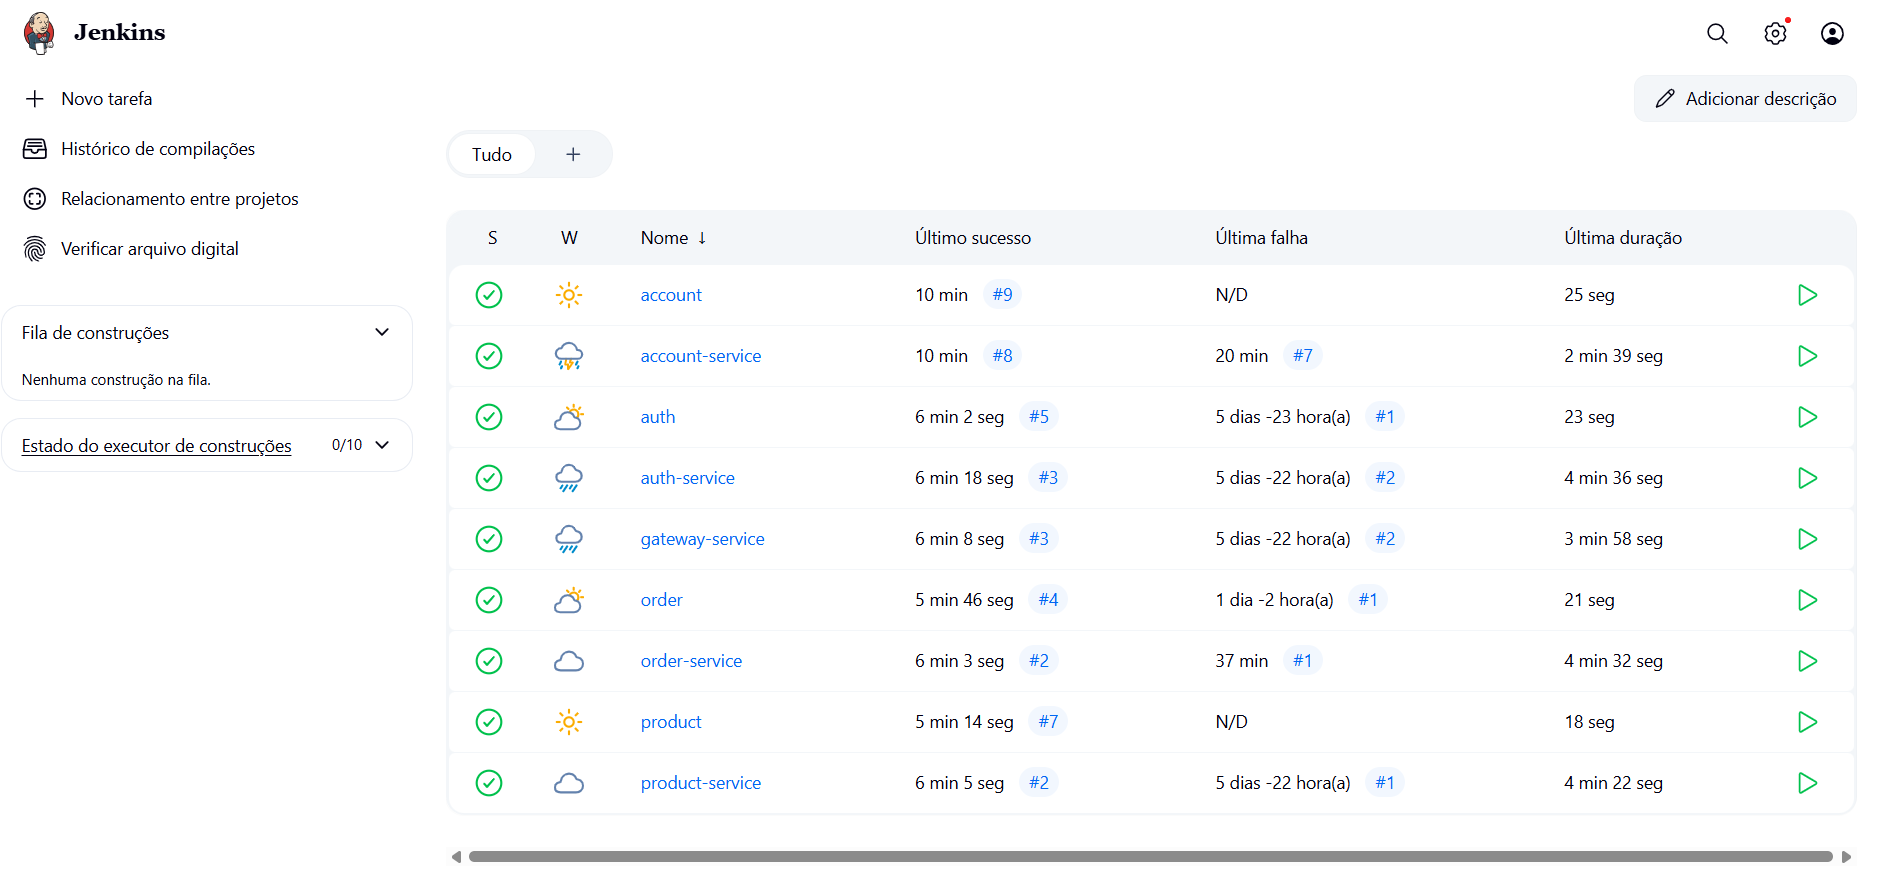 Jenkins
Novo tarefa
Histórico de compilações
Relacionamento entre projetos
Verificar arquivo digital
Fila de construções
Nenhuma construção na fila.
Estado do executor de construções 0/10
Adicionar descrição
Tudo +
S W Nome ↓ Último sucesso Última falha Última duração
account 10 min #9 N/D 25 seg
account-service 10 min #8 20 min #7 2 min 39 seg
auth 6 min 2 seg #5 5 dias -23 hora(a) #1 23 seg
auth-service 6 min 18 seg #3 5 dias -22 hora(a) #2 4 min 36 seg
gateway-service 6 min 8 seg #3 5 dias -22 hora(a) #2 3 min 58 seg
order 5 min 46 seg #4 1 dia -2 hora(a) #1 21 seg
order-service 6 min 3 seg #2 37 min #1 4 min 32 seg
product 5 min 14 seg #7 N/D 18 seg
product-service 6 min 5 seg #2 5 dias -22 hora(a) #1 4 min 22 seg